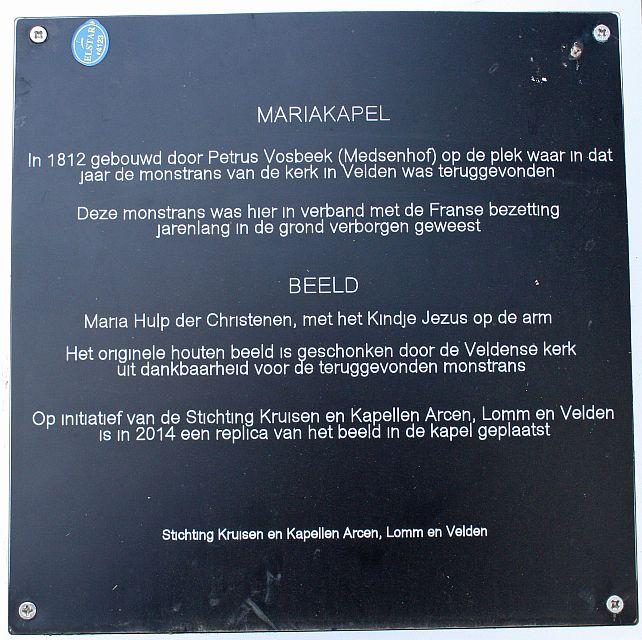 ELSTAR
MARIAKAPEL
In 1812 gebouwd door Petrus Vosbeek (Medsenhof) op de plek waar in dat
jaar de monstrans van de kerk in Velden was teruggevonden
Deze monstrans was hier in verband met de Franse bezetting
jarenlang in de grond verborgen geweest
BEELD
Maria Hulp der Christenen, met het Kindje Jezus op de arm
Het originele houten beeld is geschonken door de Veldense kerk
uit dankbaarheid voor de teruggevonden monstrans
Op initiatief van de Stichting Kruisen en Kapellen Arcen, Lomm en Velden
is in 2014 een replica van het beeld in de kapel geplaatst
Stichting Kruisen en Kapellen Arcen, Lomm en Velden